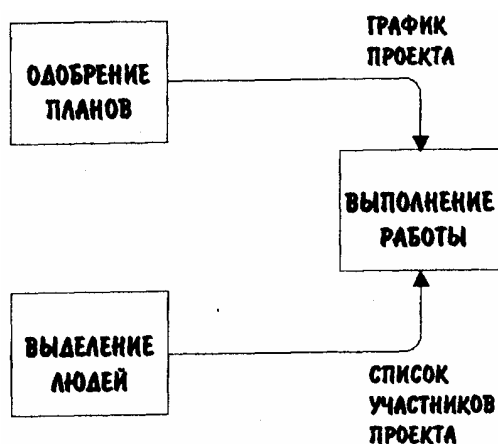 ГРАФИК
ПРОЕКТА
ОДОБРЕНИЕ
ПЛАНОВ
ВЫПОЛНЕНИЕ
РАБОТЫ
ВЫДЕЛЕНИЕ
ЛЮДЕЙ
СПИСОК
УЧАСТНИКОВ
ПРОЕКТА